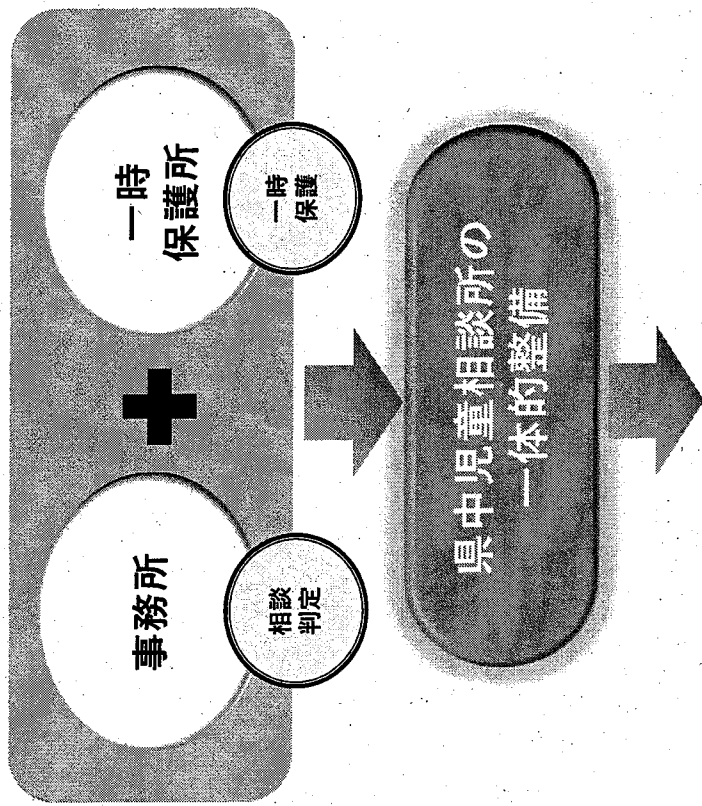 事務所
相談
判定
一時
保護所
一時
保護
県中児童相談所の
一体的整備